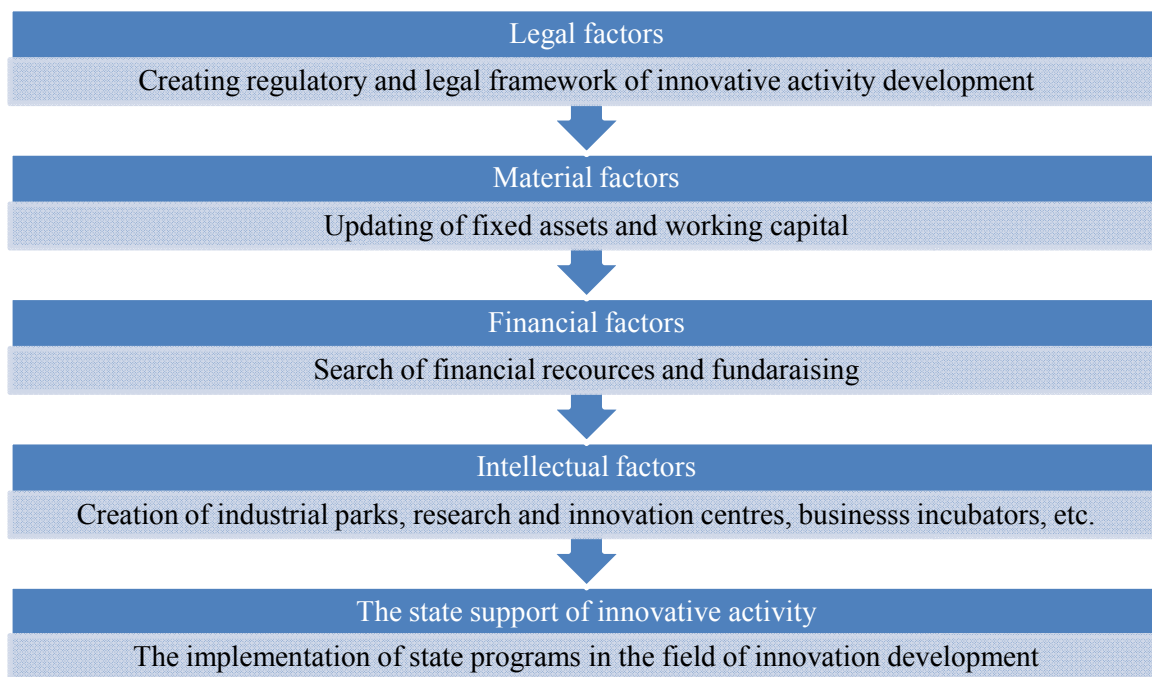 Legal factors
Creating regulatory and legal framework of innovative activity development
Material factors
Updating of fixed assets and working capital
Financial factors
Search of financial recources and fundaraising
Intellectual factors
Creation of industrial parks, research and innovation centres, businesss incubators, etc.
The state support of innovative activity
The implementation of state programs in the field of innovation development